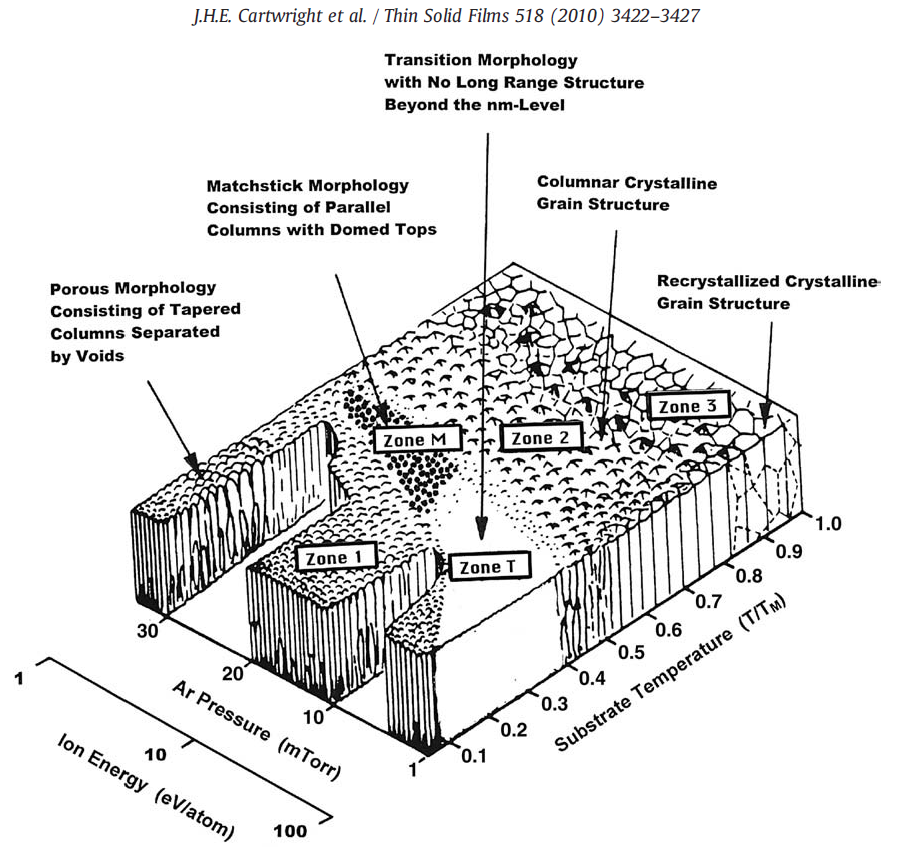 J.H.E. Cartwright et al. / Thin Solid Films 518 (2010) 3422–3427
Transition Morphology
with No Long Range Structure
Beyond the nm-Level
Matchstick Morphology
Consisting of Parallel
Columns with Domed Tops
Columnar Crystalline
Grain Structure
Porous Morphology
Consisting of Tapered
Columns Separated
by Voids
Recrystallized Crystalline
Grain Structure
Zone 3
Zone M
Zone 2
Zone 1
Zone T
30
20
10
1
Ar Pressure (mTorr)
1
10
100
Ion Energy (eV/atom)
0.1
0.2
0.3
0.4
0.5
0.6
0.7
0.8
0.9
1.0
Substrate Temperature (T/TM)